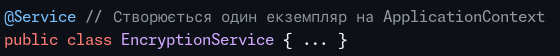 @Service // Створюється один екземпляр на ApplicationContext
public class EncryptionService { ... }